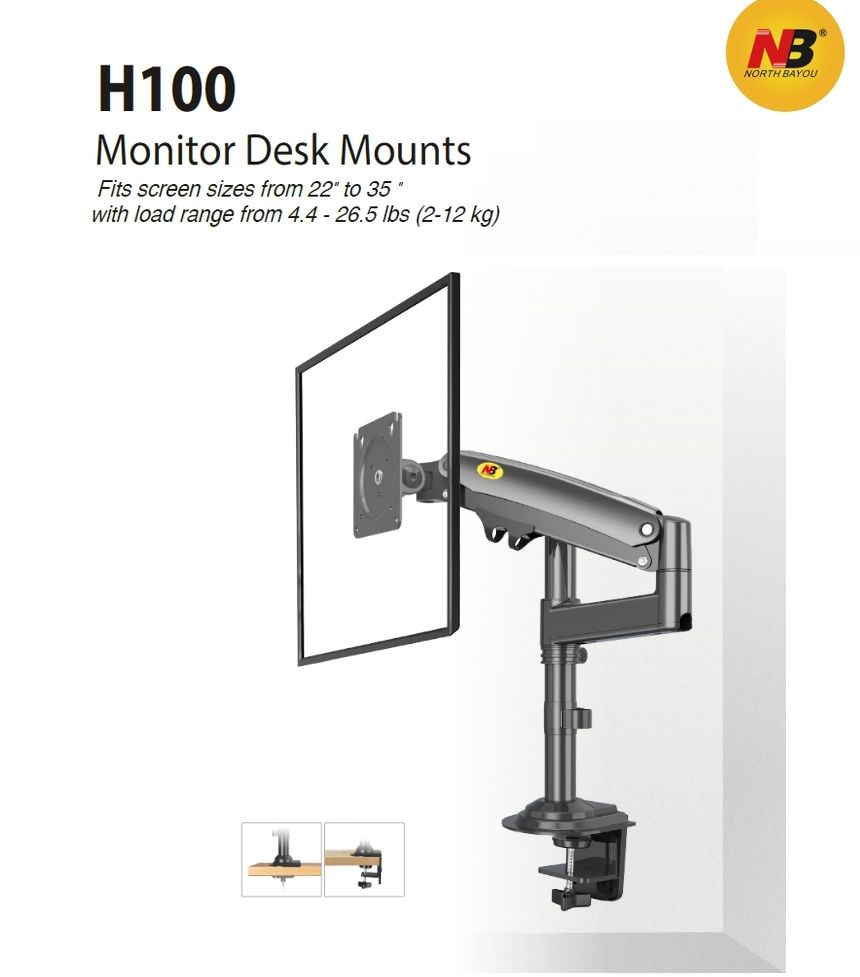 NB®
NORTH BAYOU
H100
Monitor Desk Mounts
Fits screen sizes from 22" to 35 "
with load range from 4.4 - 26.5 lbs (2-12 kg)
NB